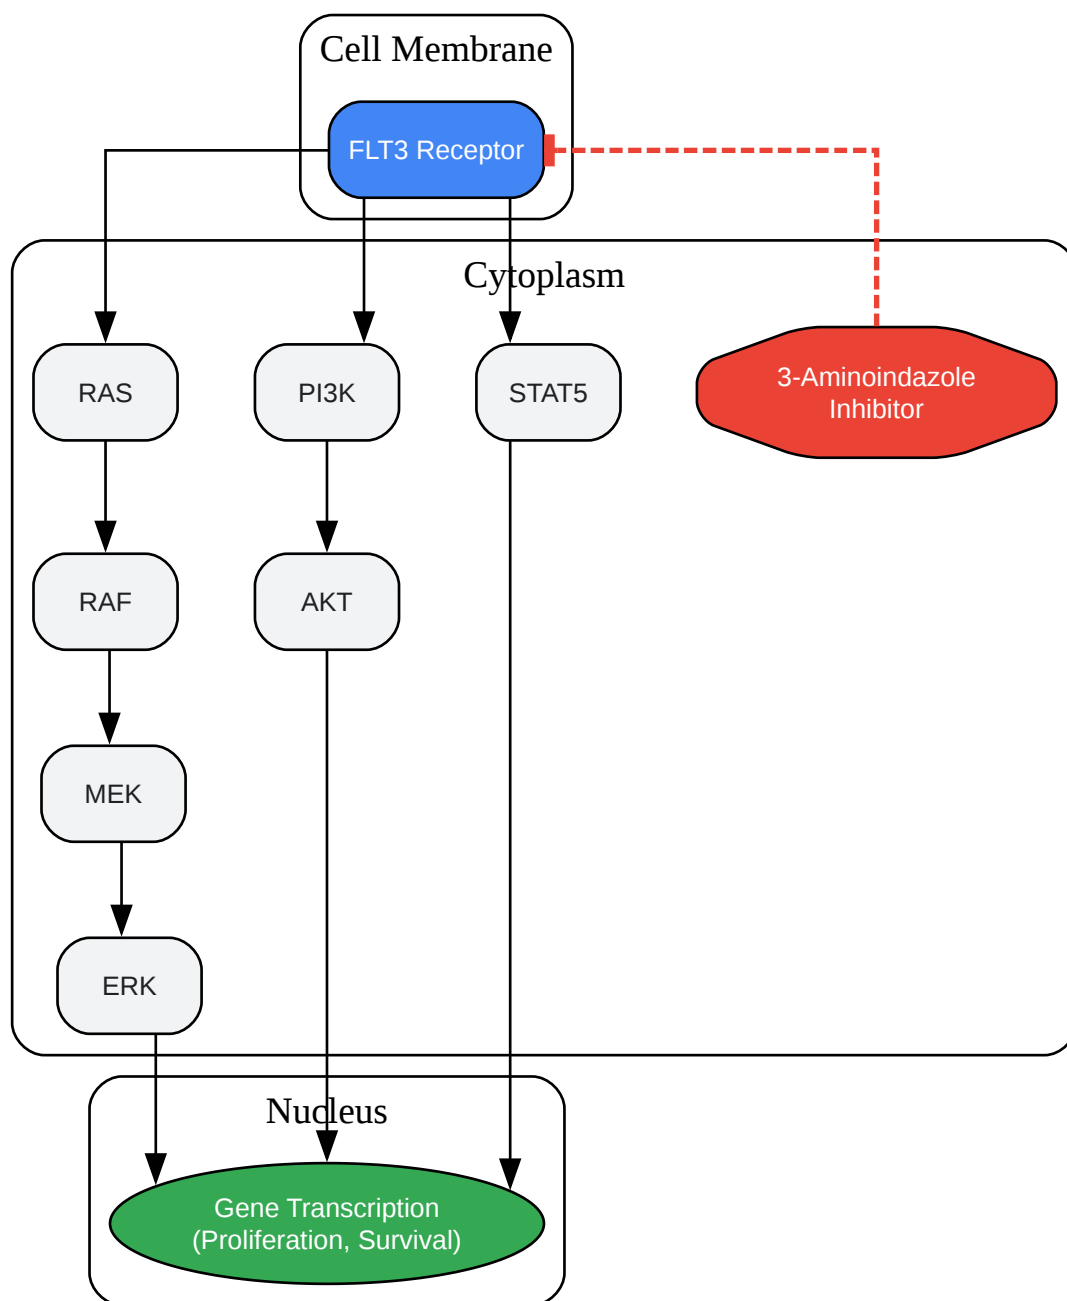 Cell Membrane
FLT3 Receptor
Cytoplasm
RAS
PI3K
STAT5
3-Aminoindazole
Inhibitor
RAF
AKT
MEK
ERK
Nucleus
Gene Transcription
(Proliferation, Survival)